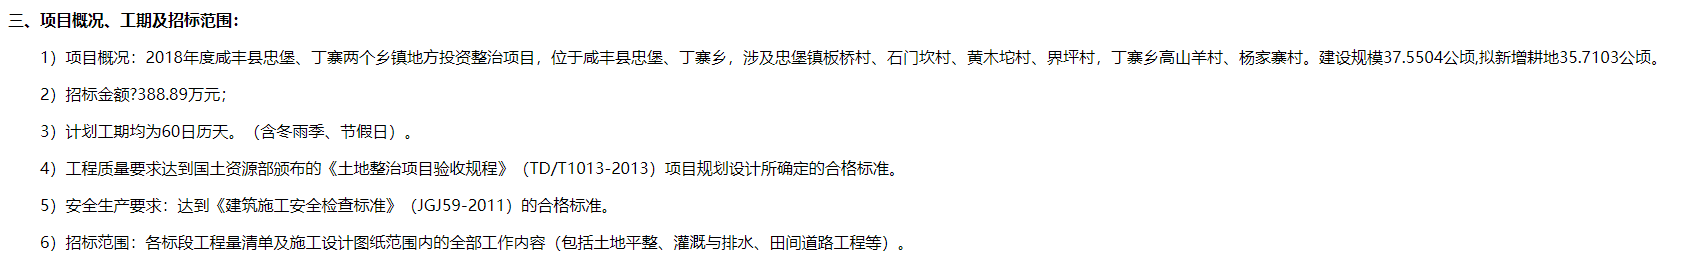 三、项目概况、工期及招标范围：
1）项目概况：2018年度咸丰县忠堡、丁寨两个乡镇地方投资整治项目，位于咸丰县忠堡、丁寨乡，涉及忠堡镇板桥村、石门坎村、黄木坨村、界坪村，丁寨乡高山羊村、杨家寨村。建设规模37.5504公顷,拟新增耕地35.7103公顷。
2）招标金额?388.89万元；
3）计划工期均为60日历天。（含冬雨季、节假日）。
4）工程质量要求达到国土资源部颁布的《土地整治项目验收规程》（TD/T1013-2013）项目规划设计所确定的合格标准。
5）安全生产要求：达到《建筑施工安全检查标准》（JGJ59-2011）的合格标准。
6）招标范围：各标段工程量清单及施工设计图纸范围内的全部工作内容（包括土地平整、灌溉与排水、田间道路工程等）。